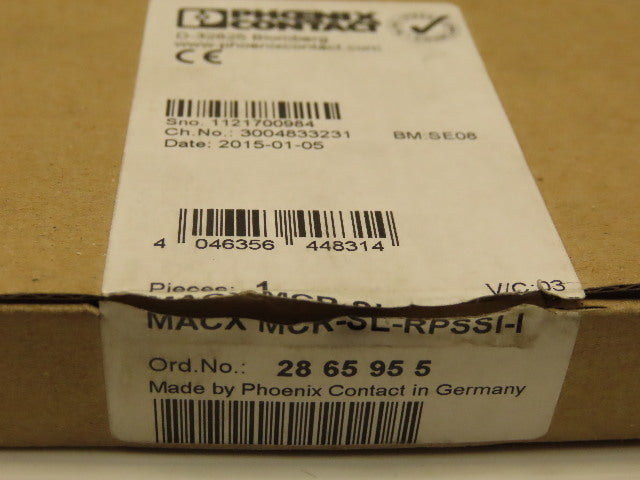 PHOENIX
CONTACT
D-32825 Blomberg
www.phoenixcontact.com
CE
Sno. 1121700984
Ch.No.: 3004833231 BM:SE08
Date: 2015-01-05
4 046356 448314
Pieces: 1 V/C:03
MACX MCR-SL-RPSSI-I
Ord.No.: 28 65 95 5
Made by Phoenix Contact in Germany